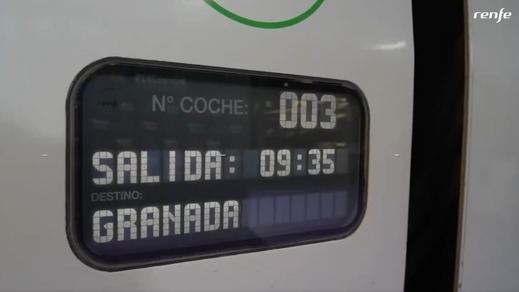 renfe
Nº COCHE: 003
SALIDA: 09:35
DESTINO:
GRANADA